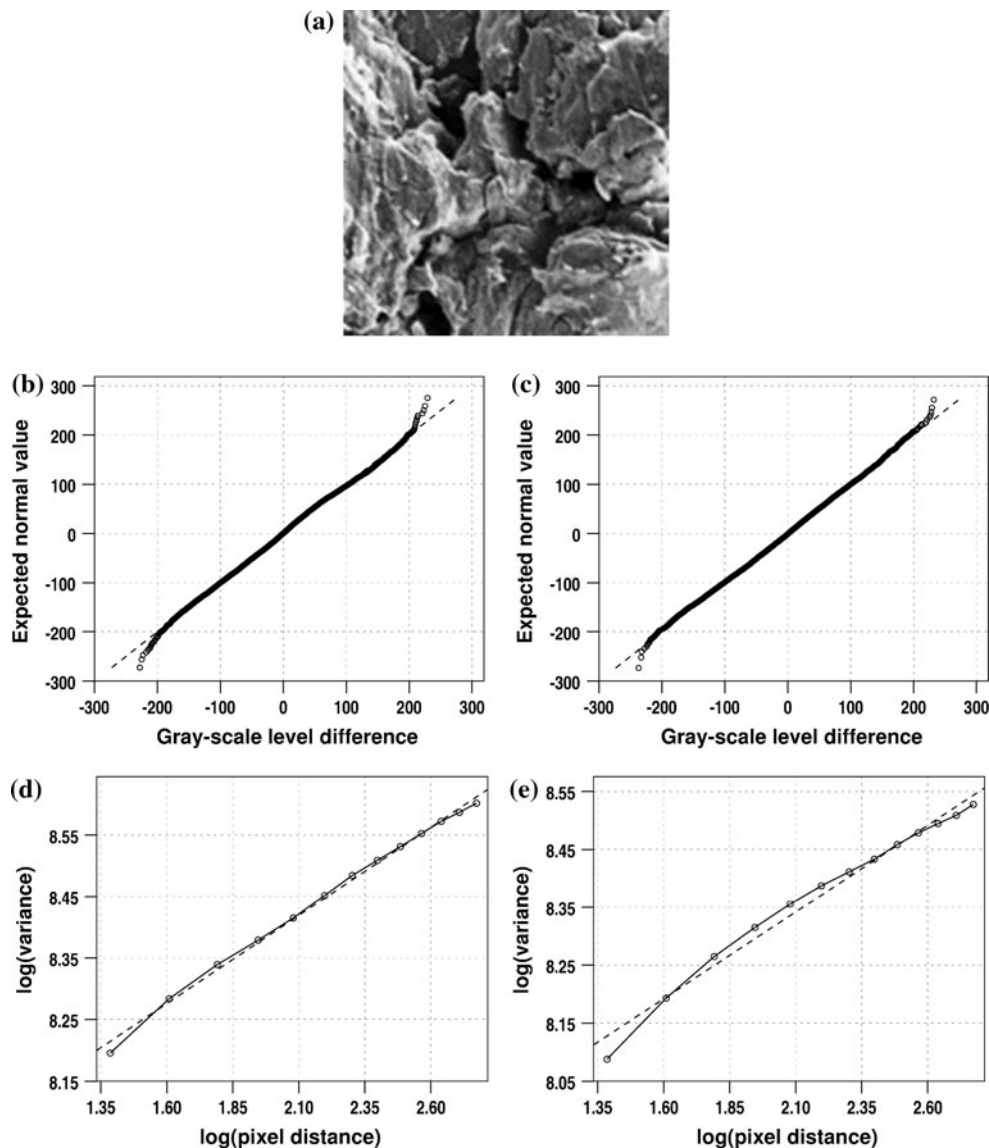 (a)
(b)
(c)
300
200
100
0
-100
-200
-300
Expected normal value
-300 -200 -100 0 100 200 300
Gray-scale level difference
300
200
100
0
-100
-200
-300
Expected normal value
-300 -200 -100 0 100 200 300
Gray-scale level difference
(d)
(e)
8.55
8.45
8.35
8.25
8.15
log(variance)
1.35 1.60 1.85 2.10 2.35 2.60
log(pixel distance)
8.55
8.45
8.35
8.25
8.15
8.05
log(variance)
1.35 1.60 1.85 2.10 2.35 2.60
log(pixel distance)